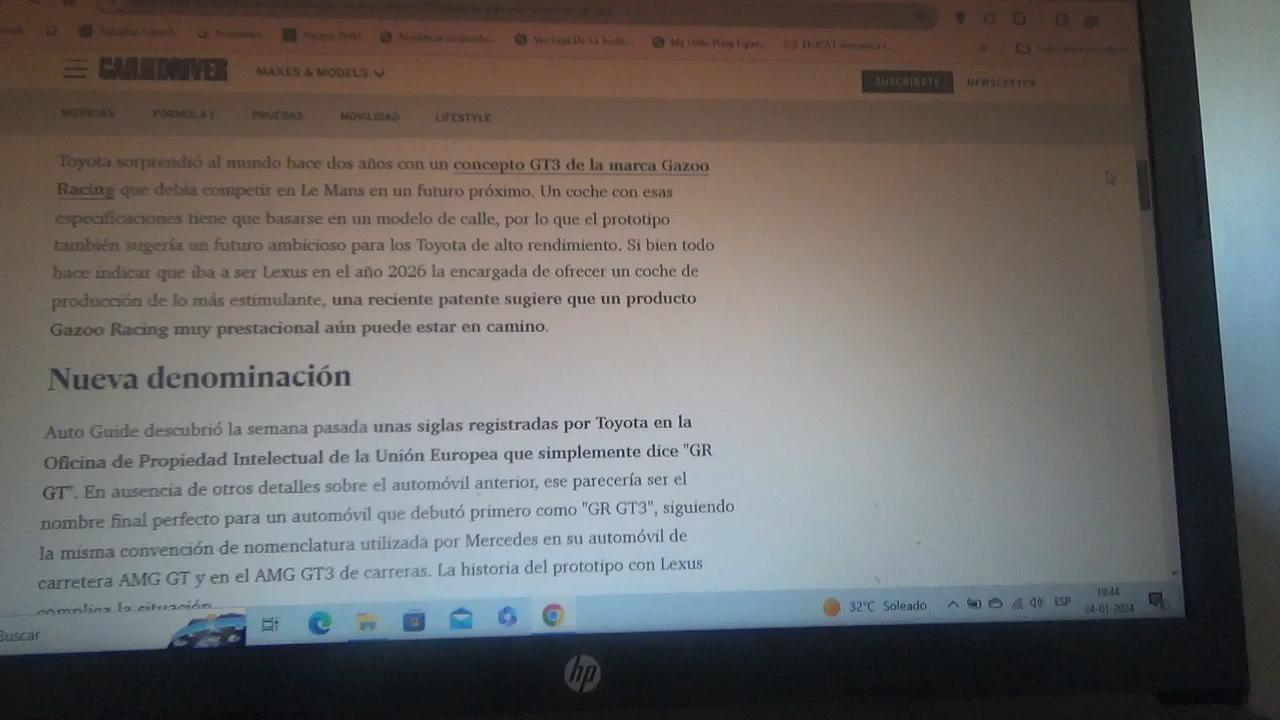 CAR AND DRIVER MAKES & MODELS SUSCRÍBETE NEWSLETTER
NOTICIAS FÓRMULA 1 PRUEBAS MOVILIDAD LIFESTYLE
Toyota sorprendió al mundo hace dos años con un concepto GT3 de la marca Gazoo
Racing que debía competir en Le Mans en un futuro próximo. Un coche con esas
especificaciones tiene que basarse en un modelo de calle, por lo que el prototipo
también sugería un futuro ambicioso para los Toyota de alto rendimiento. Si bien todo
hace indicar que iba a ser Lexus en el año 2026 la encargada de ofrecer un coche de
producción de lo más estimulante, una reciente patente sugiere que un producto
Gazoo Racing muy prestacional aún puede estar en camino.
Nueva denominación
Auto Guide descubrió la semana pasada unas siglas registradas por Toyota en la
Oficina de Propiedad Intelectual de la Unión Europea que simplemente dice "GR
GT". En ausencia de otros detalles sobre el automóvil anterior, ese parecería ser el
nombre final perfecto para un automóvil que debutó primero como "GR GT3", siguiendo
la misma convención de nomenclatura utilizada por Mercedes en su automóvil de
carretera AMG GT y en el AMG GT3 de carreras. La historia del prototipo con Lexus
complica la situación
Buscar 32°C Soleado ESP 19:44
24-01-2024
hp